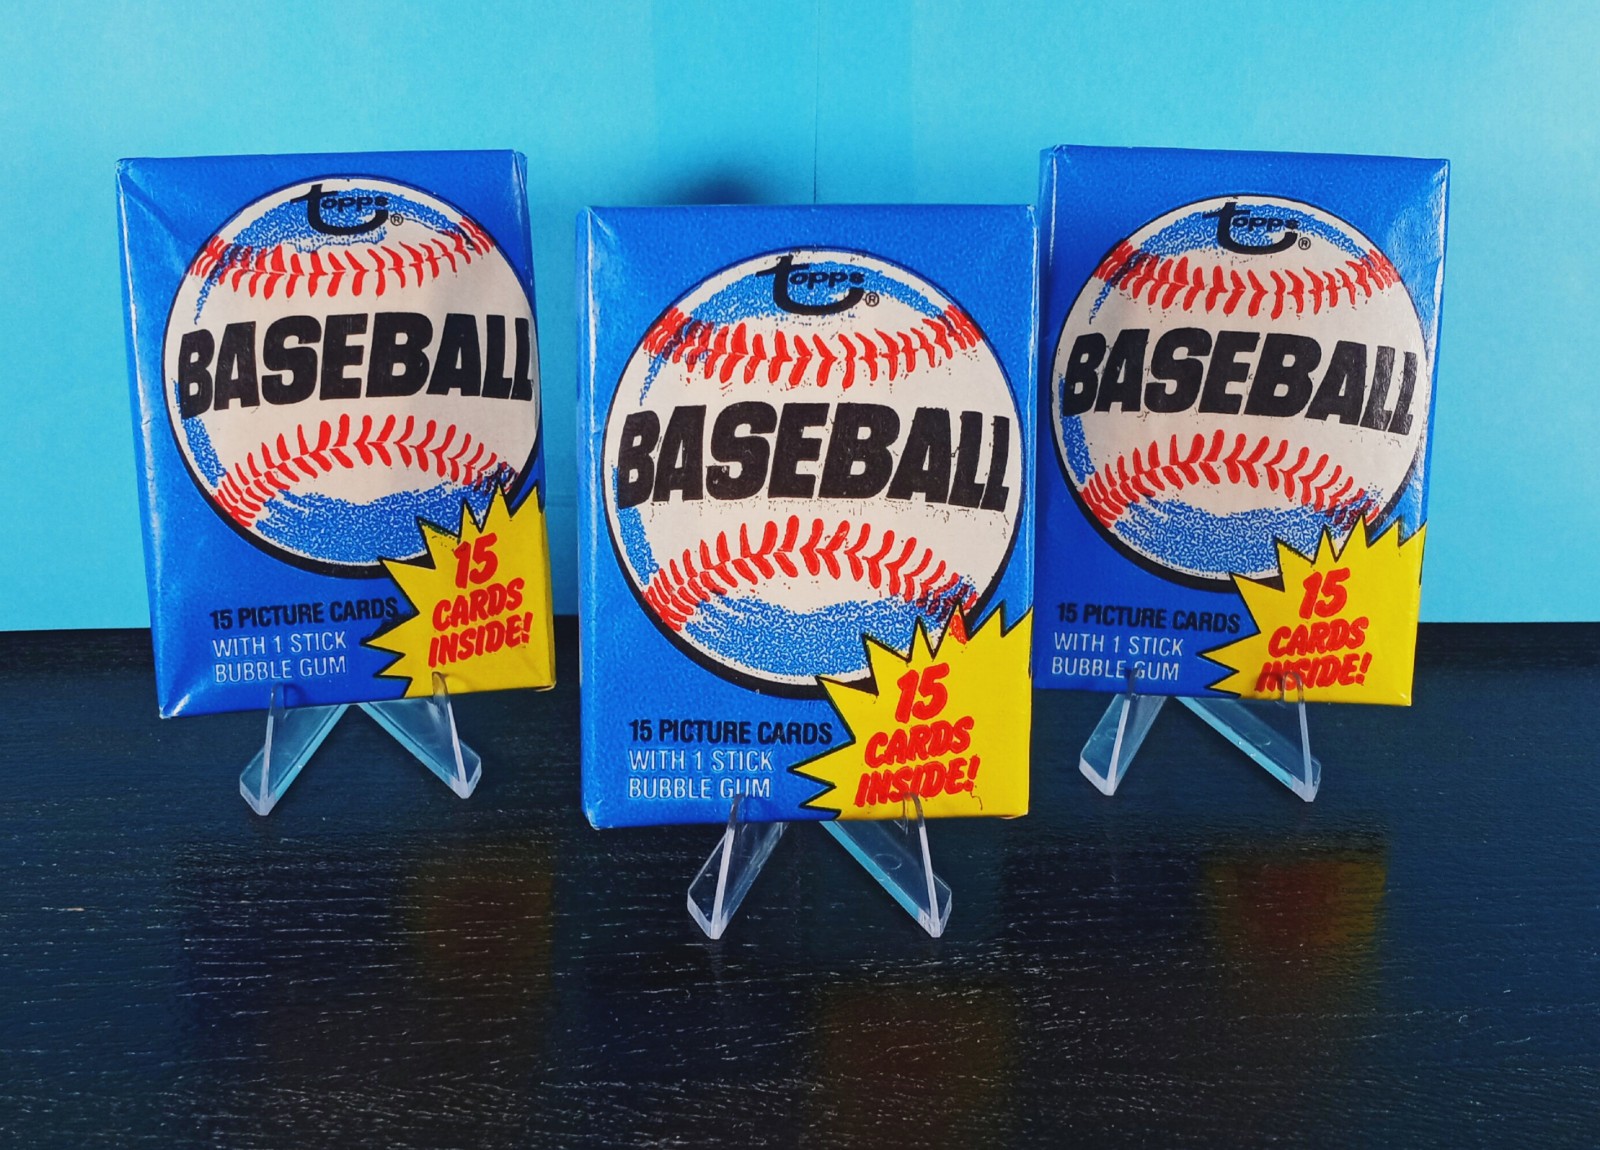 topps®
BASEBALL
15 PICTURE CARDS
WITH 1 STICK
BUBBLE GUM
15
CARDS
INSIDE!
topps®
BASEBALL
15 PICTURE CARDS
WITH 1 STICK
BUBBLE GUM
15
CARDS
INSIDE!
topps®
BASEBALL
15 PICTURE CARDS
WITH 1 STICK
BUBBLE GUM
15
CARDS
INSIDE!